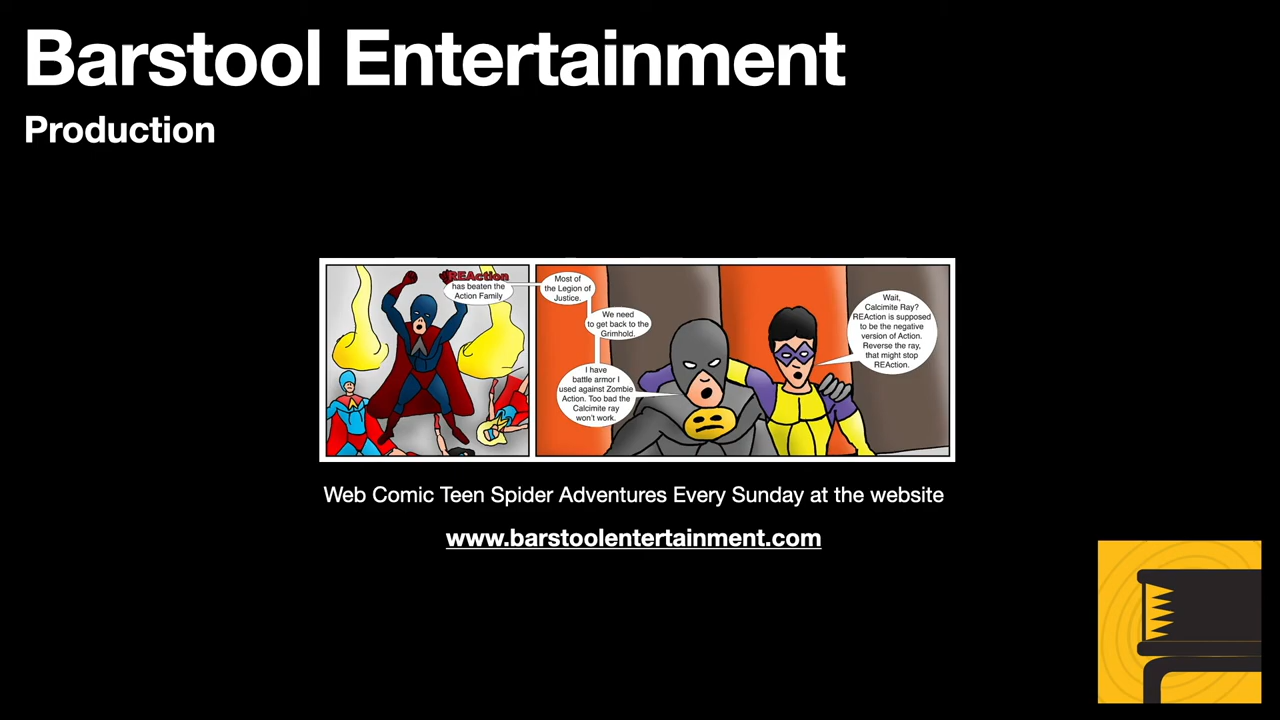 Barstool Entertainment
Production
REAction
has beaten the
Action Family
Most of
the Legion of
Justice.
We need
to get back to the
Grimhold.
I have
battle armor I
used against Zombie
Action. Too bad the
Calcimite ray
won't work.
Wait,
Calcimite Ray?
REAction is supposed
to be the negative
version of Action.
Reverse the ray,
that might stop
REAction.
Web Comic Teen Spider Adventures Every Sunday at the website
www.barstoolentertainment.com